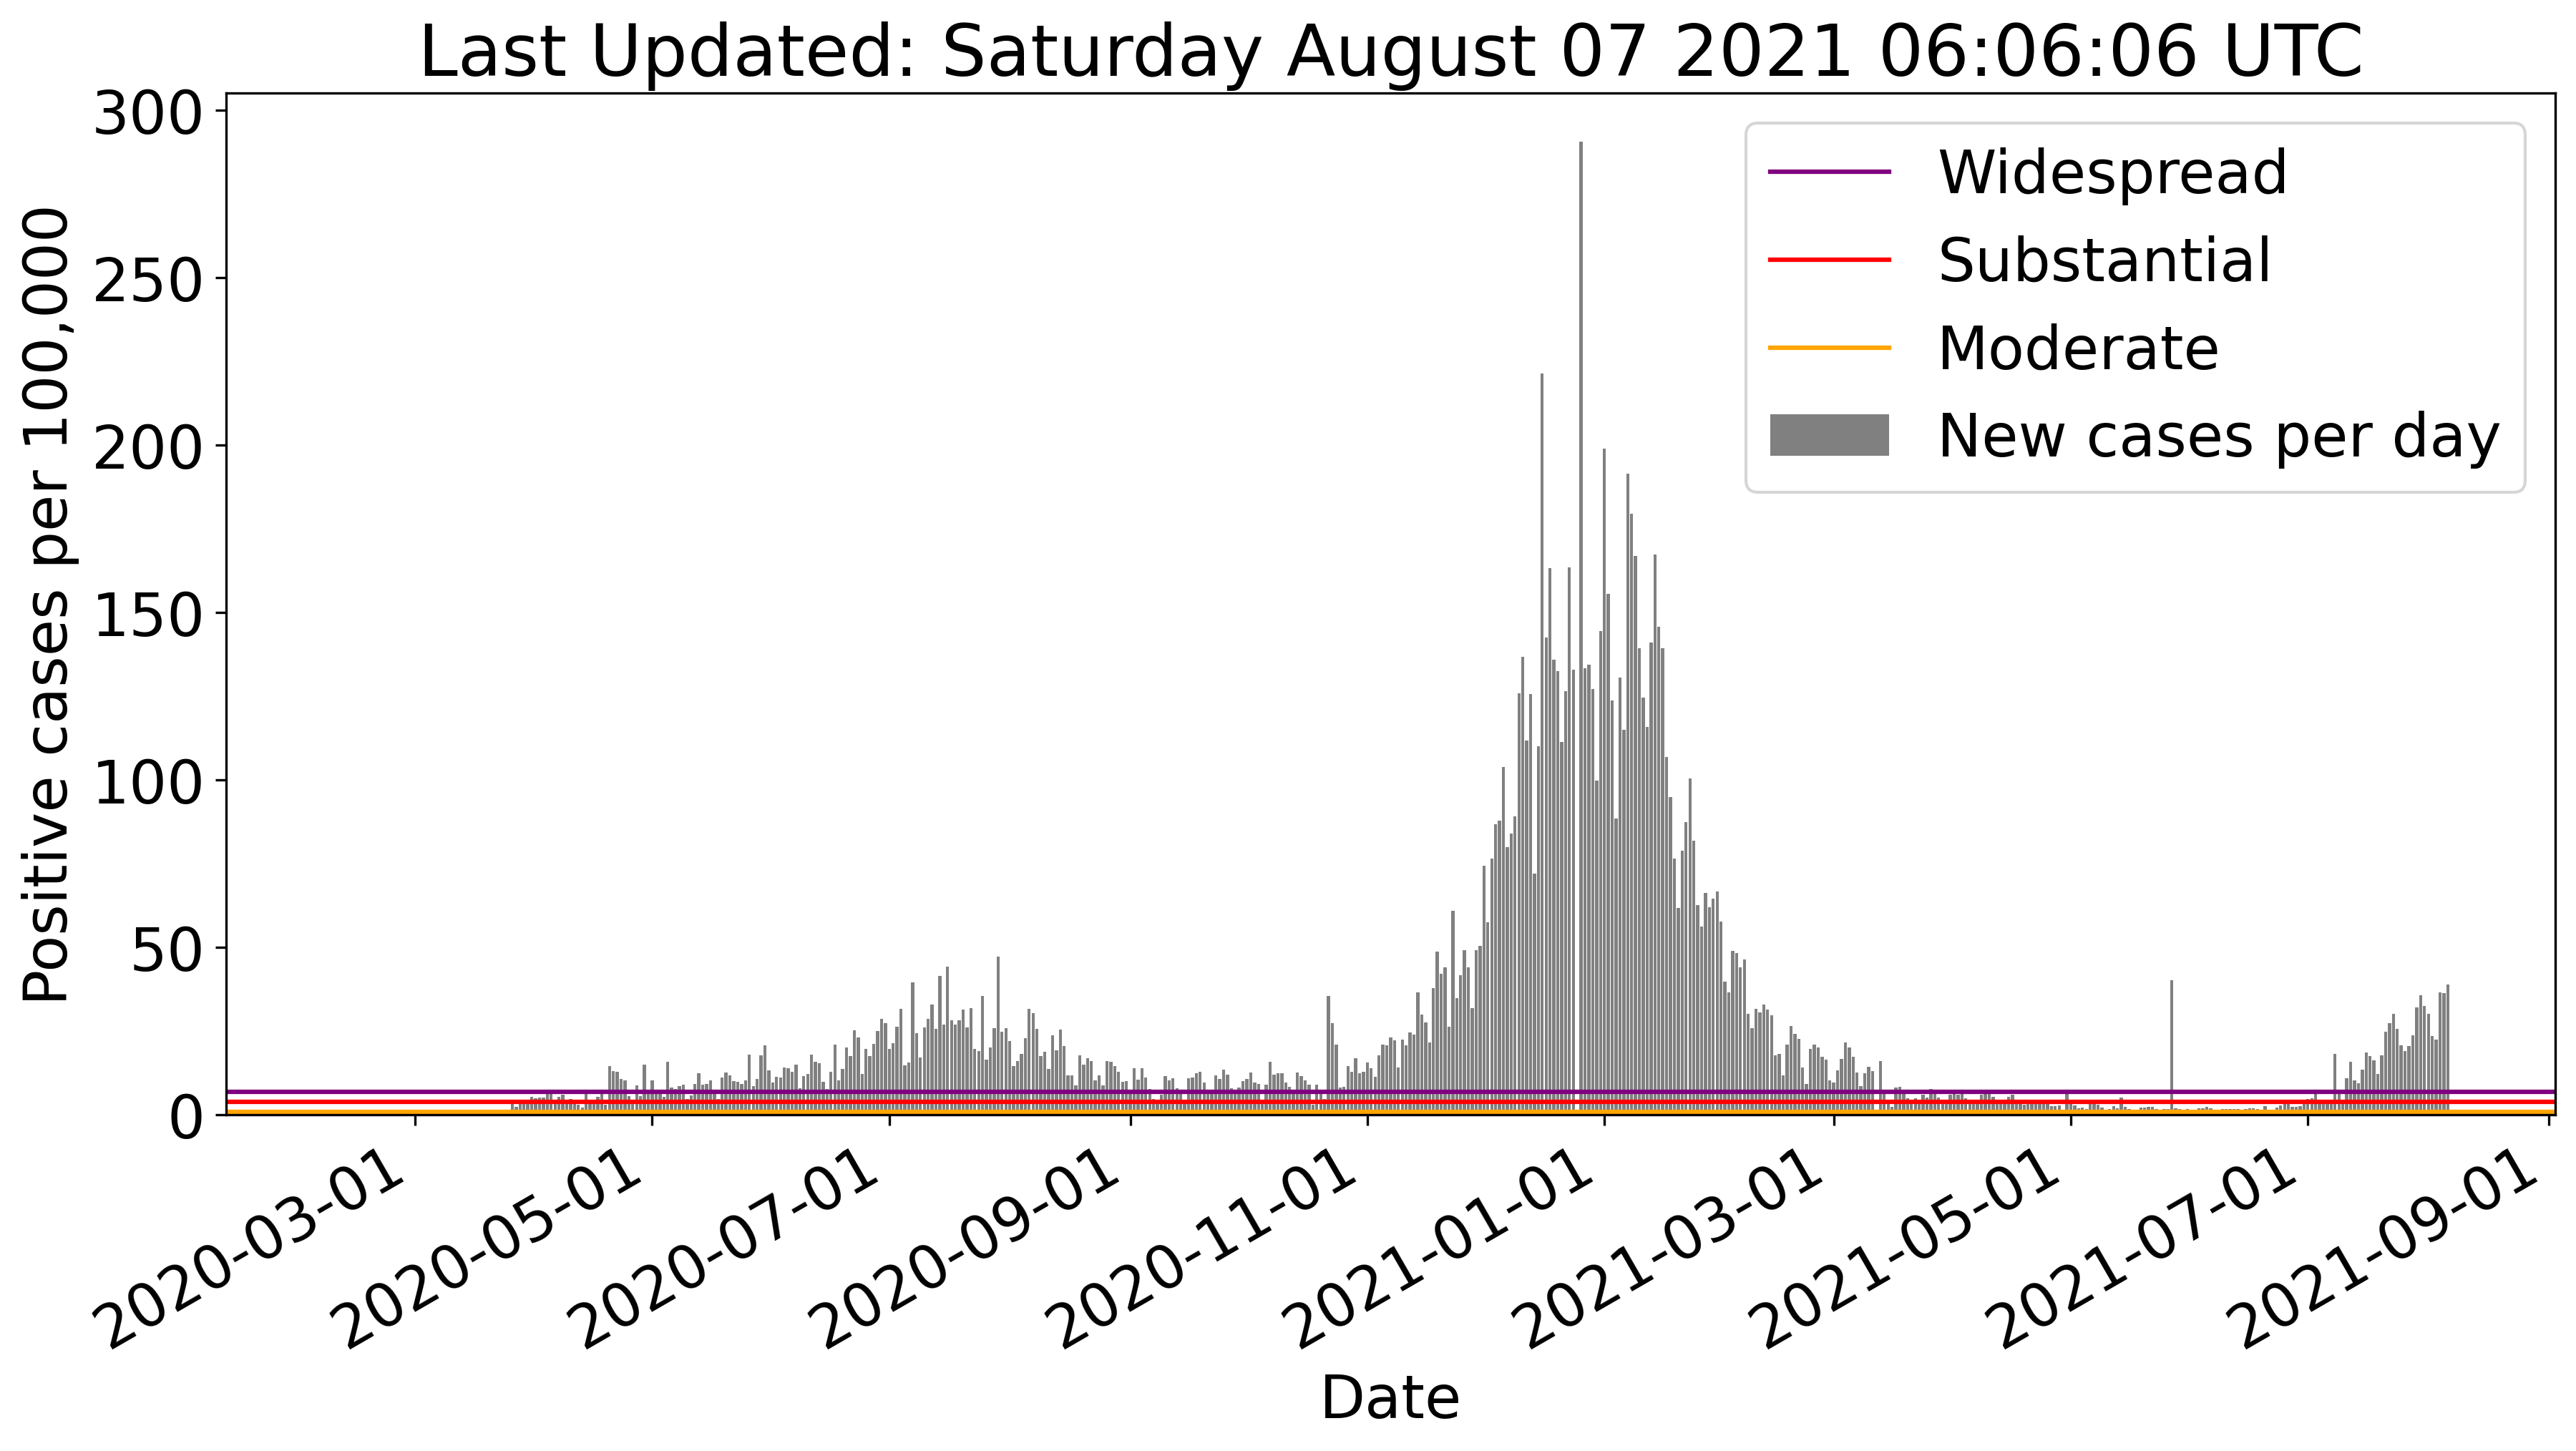 Last Updated: Saturday August 07 2021 06:06:06 UTC
Positive cases per 100,000
300
250
200
150
100
50
0
Widespread
Substantial
Moderate
New cases per day
2020-03-01
2020-05-01
2020-07-01
2020-09-01
2020-11-01
2021-01-01
2021-03-01
2021-05-01
2021-07-01
2021-09-01
Date